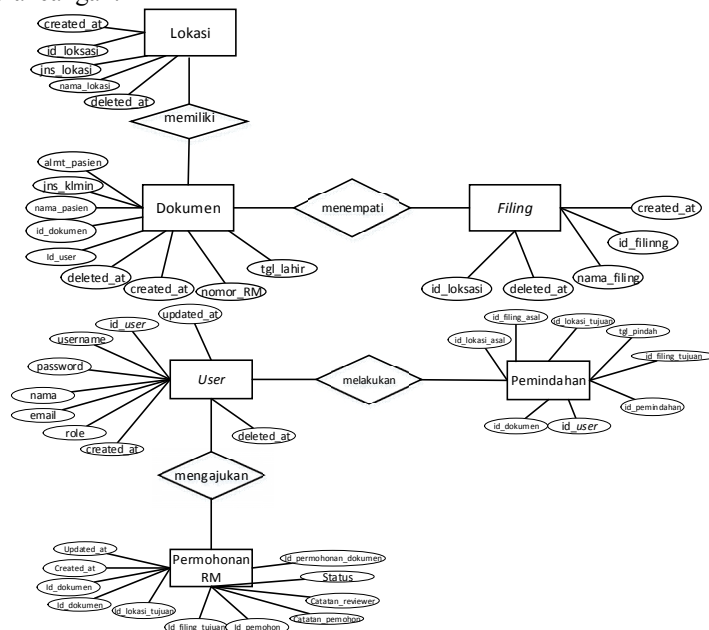 created_at
Lokasi
id_loksasi
jns_lokasi
nama_lokasi
deleted_at
memiliki
almt_pasien
jns_klmin
nama_pasien
id_dokumen
Id_user
Dokumen
menempati
Filing
created_at
id_filinng
nama_filing
id_loksasi
deleted_at
tgl_lahir
deleted_at
created_at
nomor_RM
updated_at
id_user
username
password
nama
email
role
created_at
User
deleted_at
melakukan
id_filing_asal
id_lokasi_tujuan
tgl_pindah
id_lokasi_asal
id_filing_tujuan
Pemindahan
id_pemindahan
id_dokumen
id_user
mengajukan
Updated_at
Created_at
Id_dokumen
Id_dokumen
Id_lokasi_tujuan
Permohonan
RM
Id_permohonan_dokumen
Status
Catatan_reviewer
Catatan_pemohon
Id_filing_tujuan
Id_pemohon